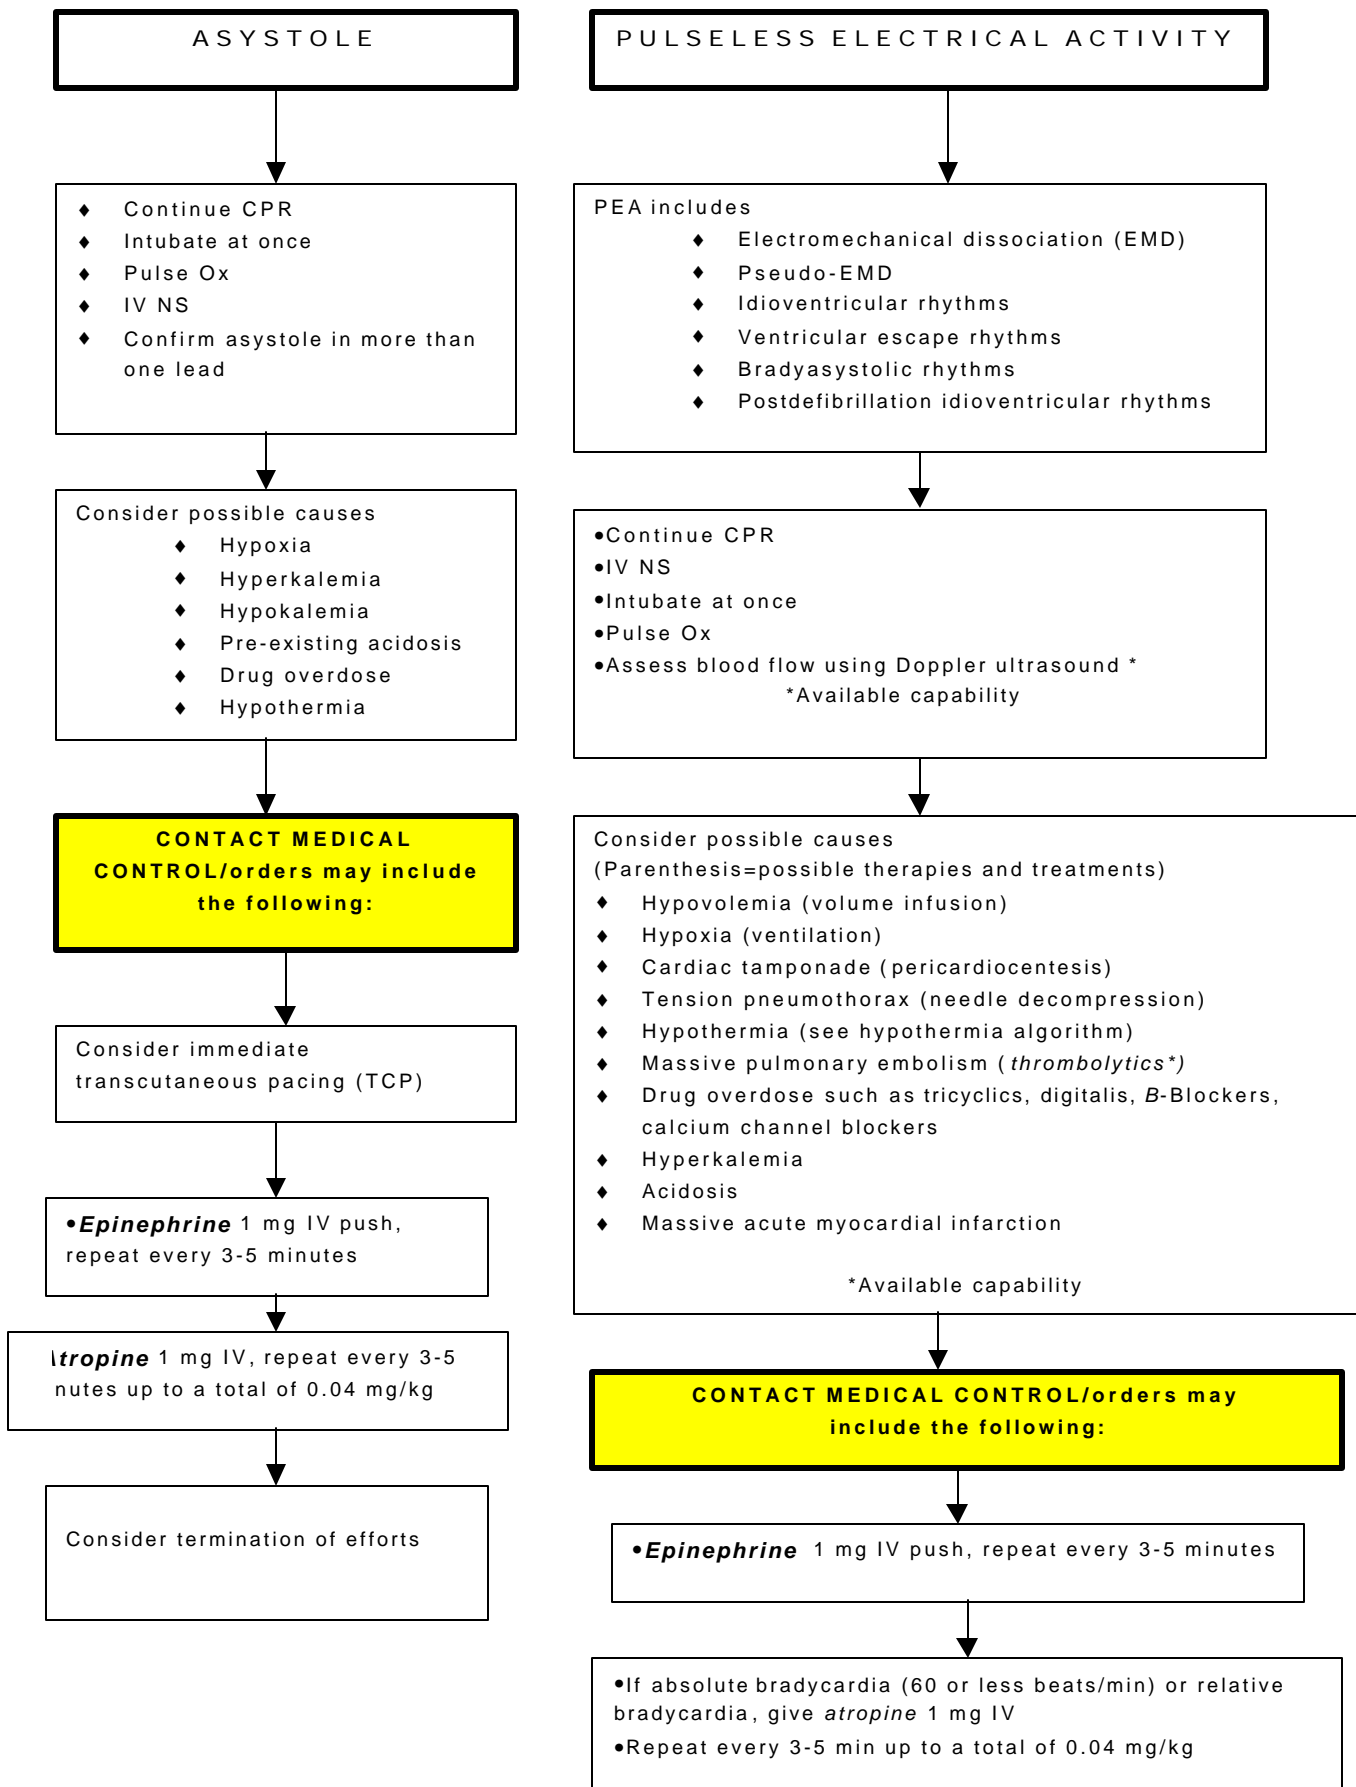 ASYSTOLE
♦ Continue CPR
♦ Intubate at once
♦ Pulse Ox
♦ IV NS
♦ Confirm asystole in more than
one lead
Consider possible causes
♦ Hypoxia
♦ Hyperkalemia
♦ Hypokalemia
♦ Pre-existing acidosis
♦ Drug overdose
♦ Hypothermia
CONTACT MEDICAL
CONTROL/orders may include
the following:
Consider immediate
transcutaneous pacing (TCP)
•Epinephrine 1 mg IV push,
repeat every 3-5 minutes
tropine 1 mg IV, repeat every 3-5
nutes up to a total of 0.04 mg/kg
Consider termination of efforts
PULSELESS ELECTRICAL ACTIVITY
PEA includes
♦ Electromechanical dissociation (EMD)
♦ Pseudo-EMD
♦ Idioventricular rhythms
♦ Ventricular escape rhythms
♦ Bradyasystolic rhythms
♦ Postdefibrillation idioventricular rhythms
•Continue CPR
•IV NS
•Intubate at once
•Pulse Ox
•Assess blood flow using Doppler ultrasound *
*Available capability
Consider possible causes
(Parenthesis=possible therapies and treatments)
♦ Hypovolemia (volume infusion)
♦ Hypoxia (ventilation)
♦ Cardiac tamponade (pericardiocentesis)
♦ Tension pneumothorax (needle decompression)
♦ Hypothermia (see hypothermia algorithm)
♦ Massive pulmonary embolism (thrombolytics*)
♦ Drug overdose such as tricyclics, digitalis, B-Blockers,
calcium channel blockers
♦ Hyperkalemia
♦ Acidosis
♦ Massive acute myocardial infarction
*Available capability
CONTACT MEDICAL CONTROL/orders may
include the following:
•Epinephrine 1 mg IV push, repeat every 3-5 minutes
•If absolute bradycardia (60 or less beats/min) or relative
bradycardia, give atropine 1 mg IV
•Repeat every 3-5 min up to a total of 0.04 mg/kg